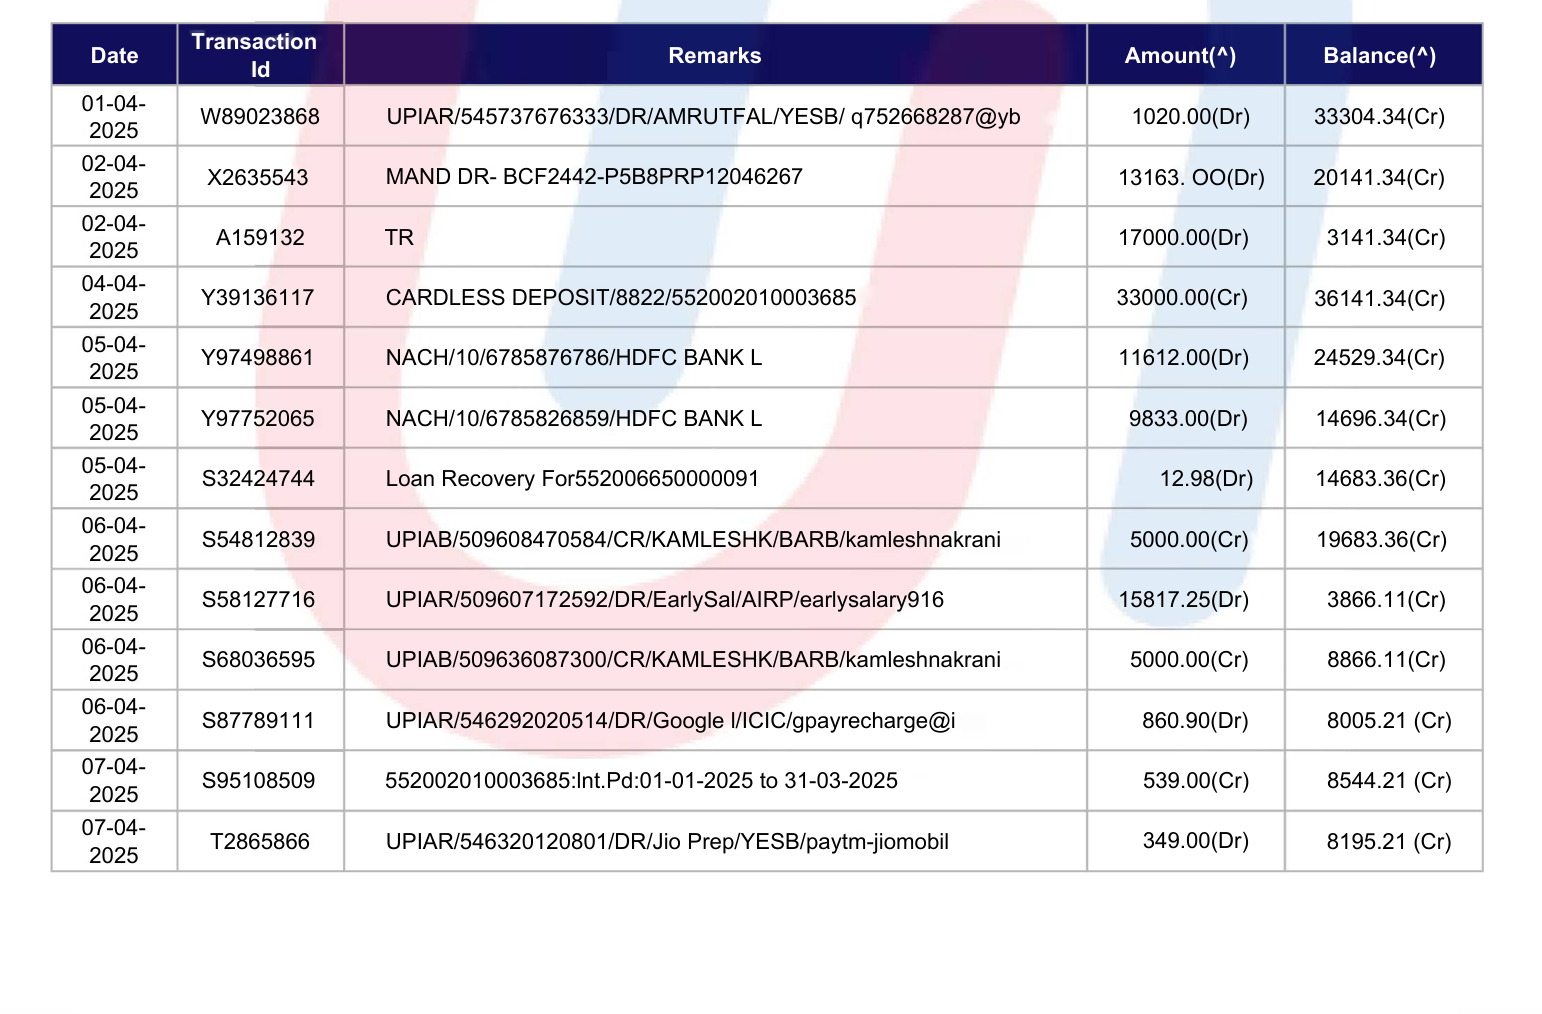 Date Transaction Id Remarks Amount(^) Balance(^)
01-04-2025 W89023868 UPIAR/545737676333/DR/AMRUTFAL/YESB/ q752668287@yb 1020.00(Dr) 33304.34(Cr)
02-04-2025 X2635543 MAND DR- BCF2442-P5B8PRP12046267 13163. OO(Dr) 20141.34(Cr)
02-04-2025 A159132 TR 17000.00(Dr) 3141.34(Cr)
04-04-2025 Y39136117 CARDLESS DEPOSIT/8822/552002010003685 33000.00(Cr) 36141.34(Cr)
05-04-2025 Y97498861 NACH/10/6785876786/HDFC BANK L 11612.00(Dr) 24529.34(Cr)
05-04-2025 Y97752065 NACH/10/6785826859/HDFC BANK L 9833.00(Dr) 14696.34(Cr)
05-04-2025 S32424744 Loan Recovery For552006650000091 12.98(Dr) 14683.36(Cr)
06-04-2025 S54812839 UPIAB/509608470584/CR/KAMLESHK/BARB/kamleshnakrani 5000.00(Cr) 19683.36(Cr)
06-04-2025 S58127716 UPIAR/509607172592/DR/EarlySal/AIRP/earlysalary916 15817.25(Dr) 3866.11(Cr)
06-04-2025 S68036595 UPIAB/509636087300/CR/KAMLESHK/BARB/kamleshnakrani 5000.00(Cr) 8866.11(Cr)
06-04-2025 S87789111 UPIAR/546292020514/DR/Google l/ICIC/gpayrecharge@i 860.90(Dr) 8005.21 (Cr)
07-04-2025 S95108509 552002010003685:lnt.Pd:01-01-2025 to 31-03-2025 539.00(Cr) 8544.21 (Cr)
07-04-2025 T2865866 UPIAR/546320120801/DR/Jio Prep/YESB/paytm-jiomobil 349.00(Dr) 8195.21 (Cr)